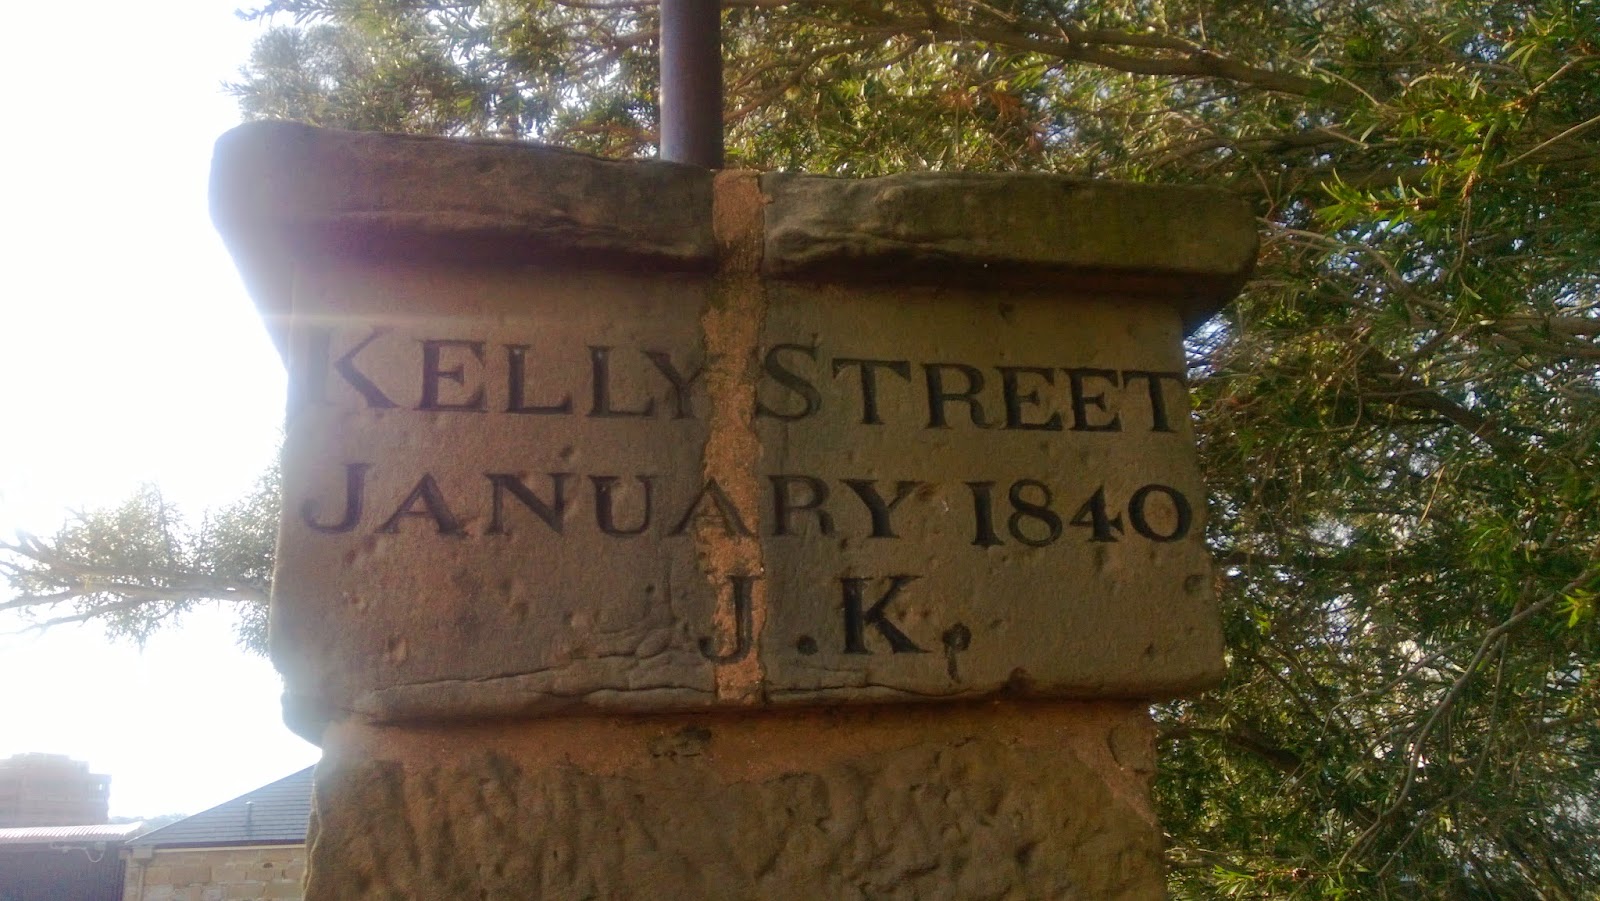 KELLY STREET
JANUARY 1840
J.K,